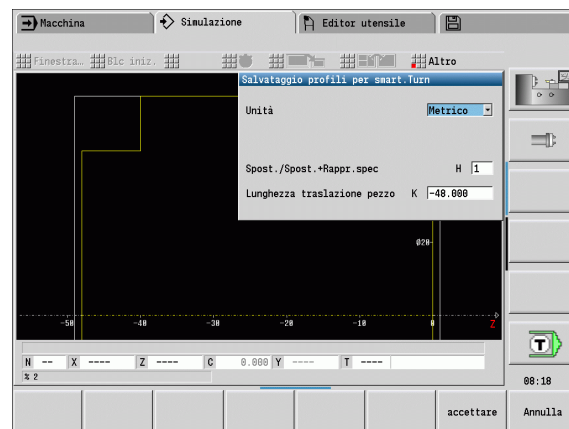 Macchina
Simulazione
Editor utensile
Finestra… Blc iniz.
Altro
Salvataggio profili per smart.Turn
Unità Metrico
Spost./Spost.+Rappr.spec H 1
Lunghezza traslazione pezzo K -48.000
Ø20
-50 -40 -30 -20 -10 0 Z
N -- X ---- Z ---- C 0.000 Y ---- T ----
% 2
T
08:18
accettare Annulla